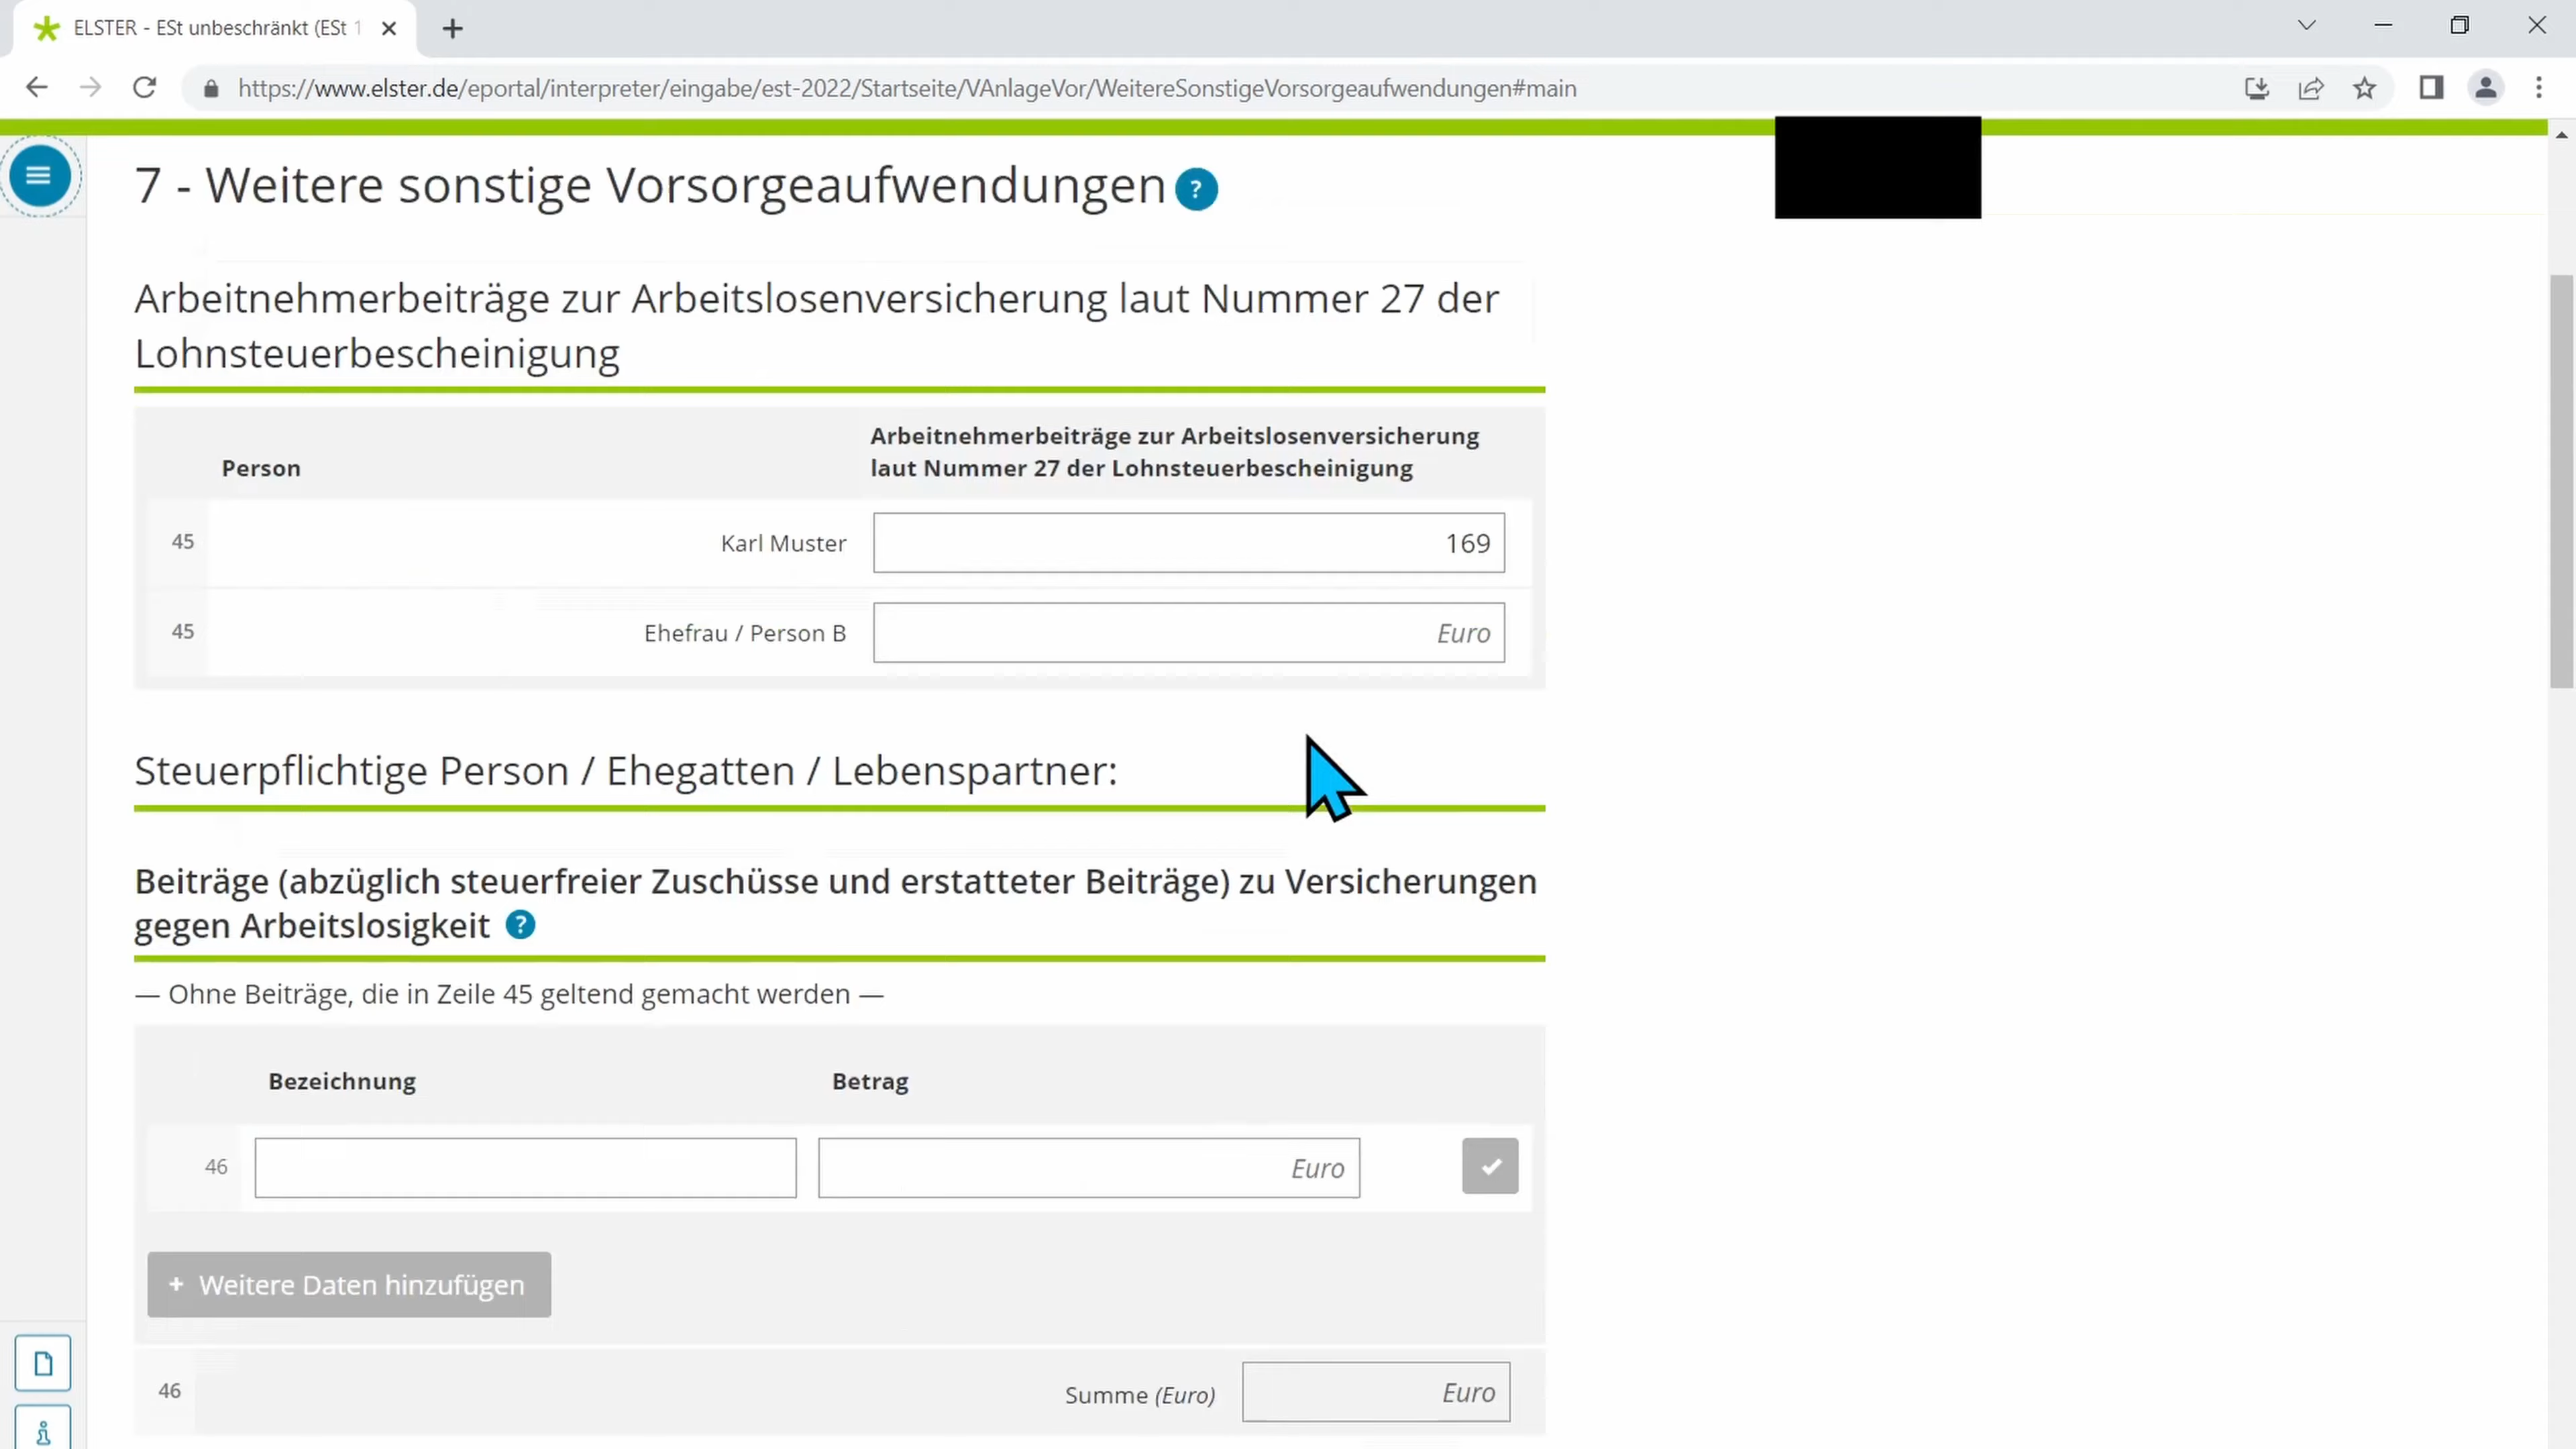 ELSTER - ESt unbeschränkt (ESt 1
https://www.elster.de/eportal/interpreter/eingabe/est-2022/Startseite/VAnlageVor/WeitereSonstigeVorsorgeaufwendungen#main
7 - Weitere sonstige Vorsorgeaufwendungen ?
Arbeitnehmerbeiträge zur Arbeitslosenversicherung laut Nummer 27 der
Lohnsteuerbescheinigung
Arbeitnehmerbeiträge zur Arbeitslosenversicherung
Person laut Nummer 27 der Lohnsteuerbescheinigung
45 Karl Muster 169
45 Ehefrau / Person B Euro
Steuerpflichtige Person / Ehegatten / Lebenspartner:
Beiträge (abzüglich steuerfreier Zuschüsse und erstatteter Beiträge) zu Versicherungen
gegen Arbeitslosigkeit ?
— Ohne Beiträge, die in Zeile 45 geltend gemacht werden —
Bezeichnung Betrag
46 Euro
+ Weitere Daten hinzufügen
46 Summe (Euro) Euro